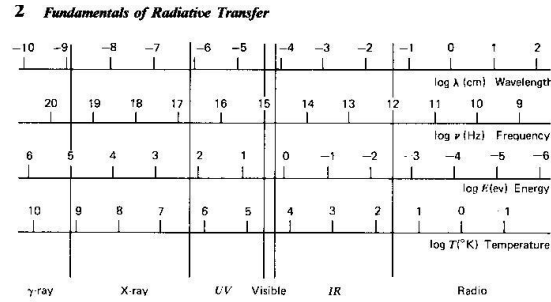 2 Fundamentals of Radiative Transfer
−10 −9 −8 −7 −6 −5 −4 −3 −2 −1 0 1 2
log λ (cm) Wavelength
20 19 18 17 16 15 14 13 12 11 10 9
log ν (Hz) Frequency
6 5 4 3 2 1 0 −1 −2 −3 −4 −5 −6
log E(ev) Energy
10 9 8 7 6 5 4 3 2 1 0 −1
log T(°K) Temperature
γ-ray X-ray UV Visible IR Radio